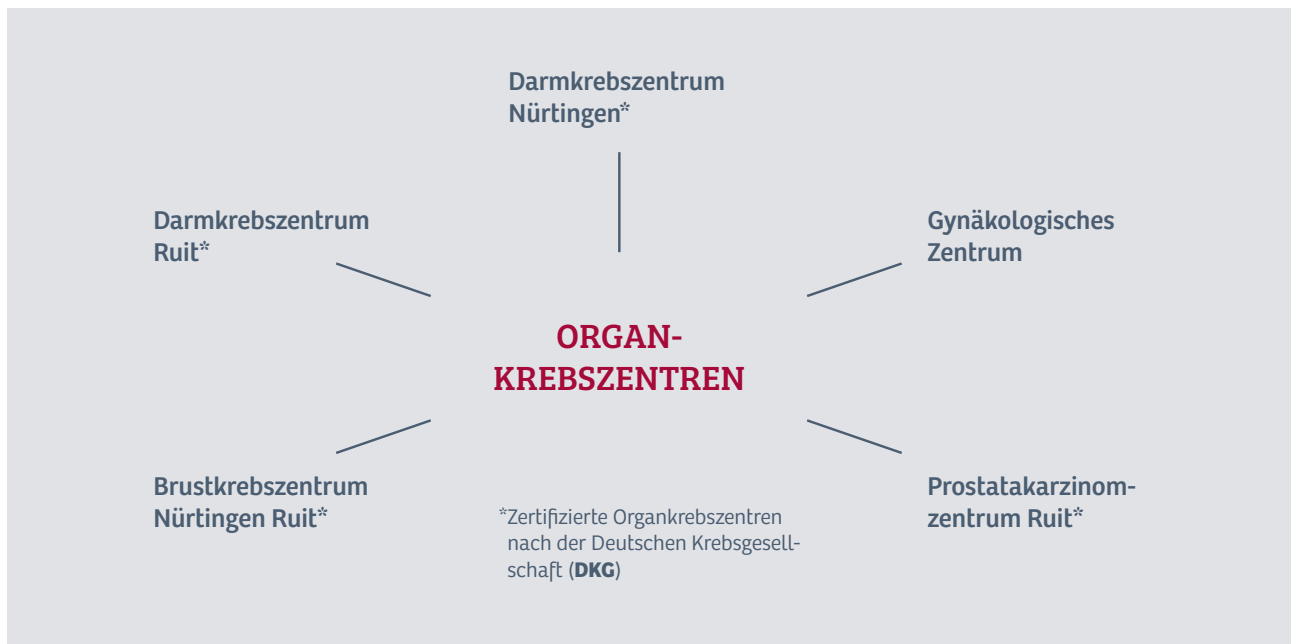 Darmkrebszentrum
Nürtingen*
Darmkrebszentrum
Ruit*
Gynäkologisches
Zentrum
ORGAN-
KREBSZENTREN
Brustkrebszentrum
Nürtingen Ruit*
Prostatakarzinom-
zentrum Ruit*
*Zertifizierte Organkrebszentren
nach der Deutschen Krebsgesell-
schaft (DKG)